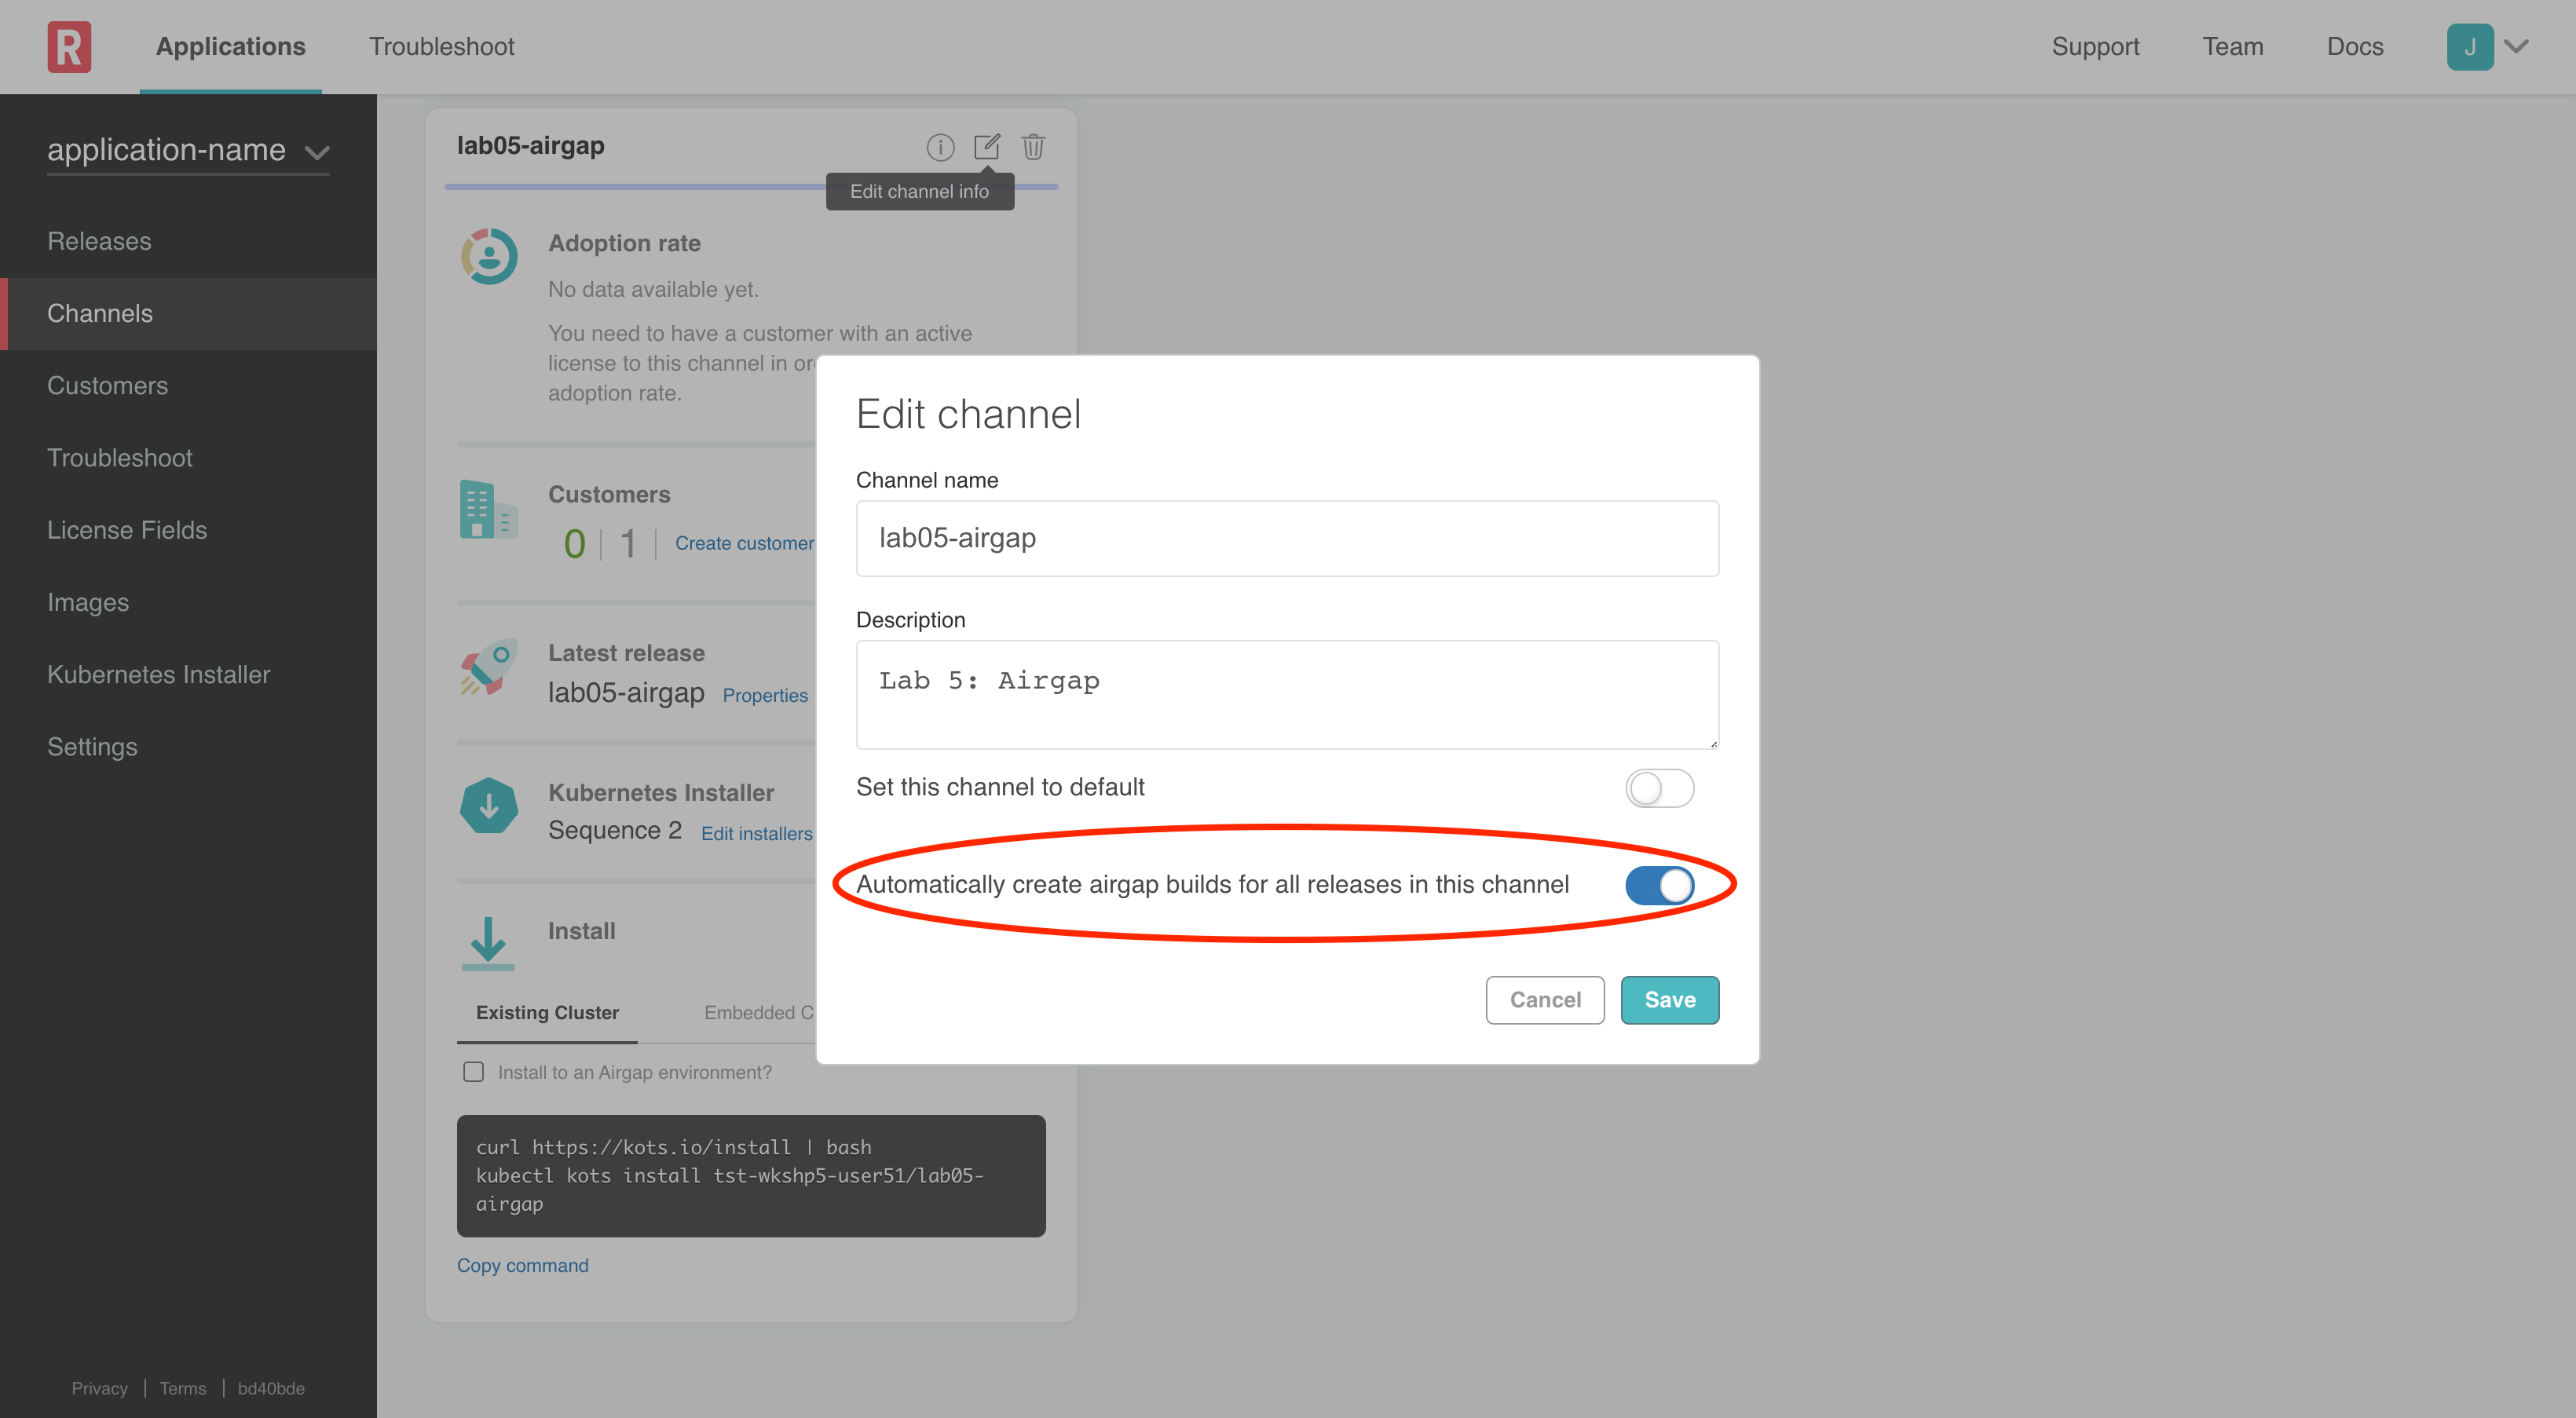 R
Applications
Troubleshoot
Support
Team
Docs
J
application-name
Releases
Channels
Customers
Troubleshoot
License Fields
Images
Kubernetes Installer
Settings
Privacy | Terms | bd40bde
lab05-airgap
Edit channel info
Adoption rate
No data available yet.
You need to have a customer with an active
license to this channel in
adoption rate.
Customers
0 | 1 | Create customer
Latest release
lab05-airgap Properties
Kubernetes Installer
Sequence 2 Edit installers
Install
Existing Cluster
Embedded C
Install to an Airgap environment?
curl https://kots.io/install | bash
kubectl kots install tst-wkshp5-user51/lab05-
airgap
Copy command
Edit channel
Channel name
lab05-airgap
Description
Lab 5: Airgap
Set this channel to default
Automatically create airgap builds for all releases in this channel
Cancel
Save